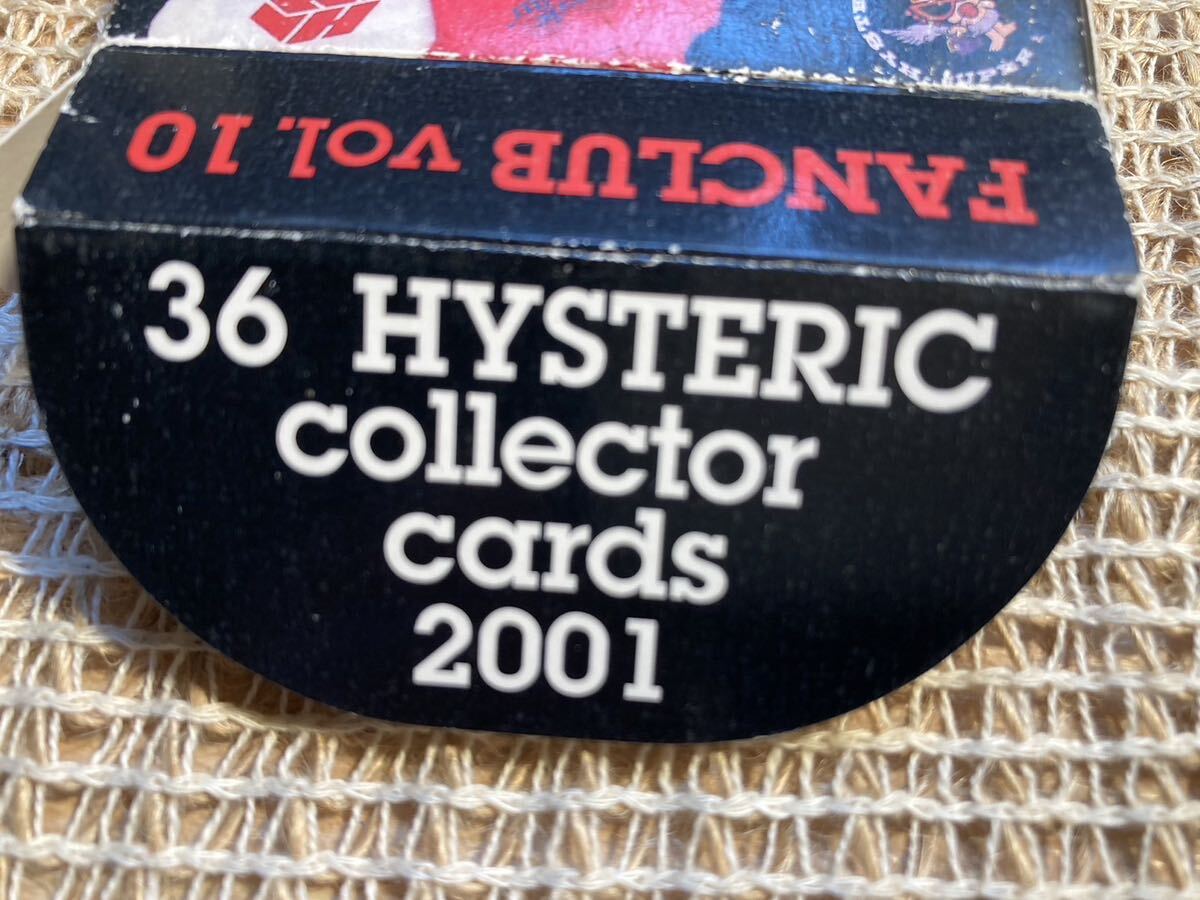 FANCLUB vol. 10
36 HYSTERIC
collector
cards
2001